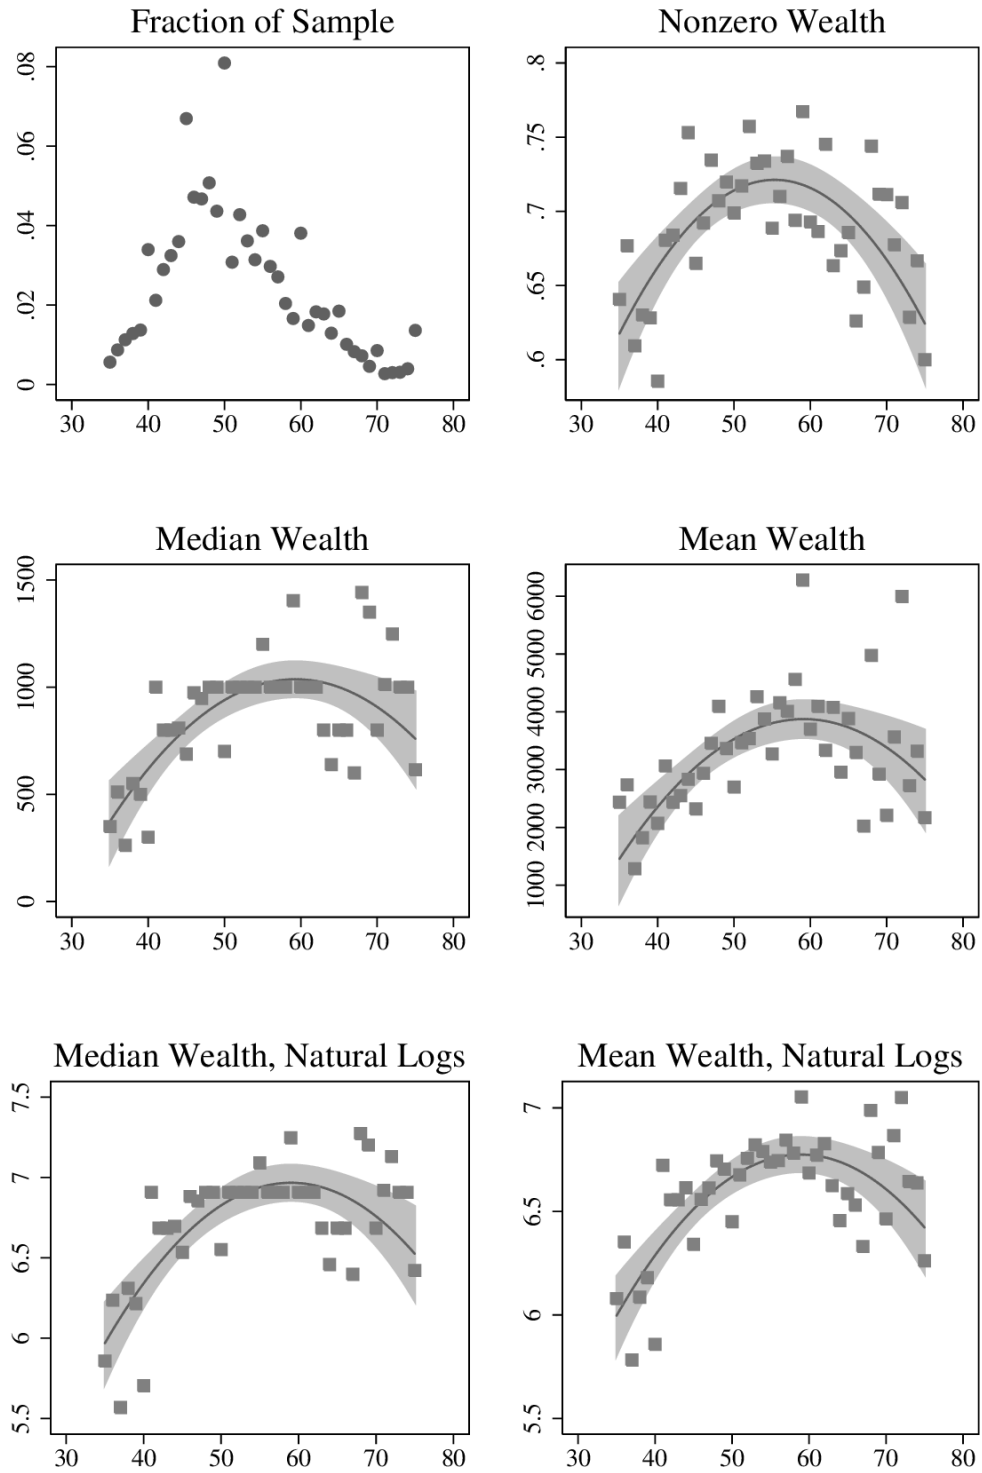 Fraction of Sample
.08
.06
.04
.02
0
30 40 50 60 70 80
Nonzero Wealth
.8
.75
.7
.65
.6
30 40 50 60 70 80
Median Wealth
1500
1000
500
0
30 40 50 60 70 80
Mean Wealth
6000
5000
4000
3000
2000
1000
30 40 50 60 70 80
Median Wealth, Natural Logs
7.5
7
6.5
6
5.5
30 40 50 60 70 80
Mean Wealth, Natural Logs
7
6.5
6
5.5
30 40 50 60 70 80